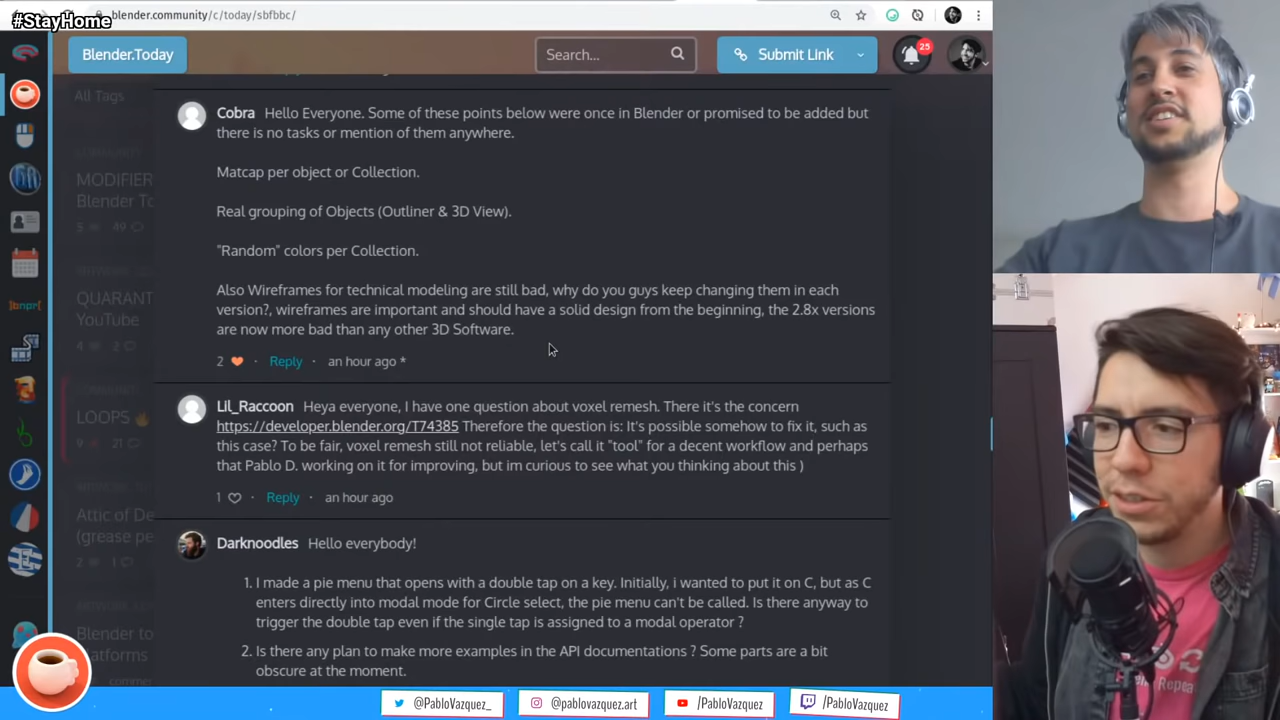 #StayHome
blender.community/c/today/sbfbbc/
Blender.Today
Search...
Submit Link
25
All Tags
Cobra Hello Everyone. Some of these points below were once in Blender or promised to be added but
there is no tasks or mention of them anywhere.
Matcap per object or Collection.
Real grouping of Objects (Outliner & 3D View).
"Random" colors per Collection.
Also Wireframes for technical modeling are still bad, why do you guys keep changing them in each
version?, wireframes are important and should have a solid design from the beginning, the 2.8x versions
are now more bad than any other 3D Software.
2 · Reply · an hour ago *
Lil_Raccoon Heya everyone, I have one question about voxel remesh. There it's the concern
https://developer.blender.org/T74385 Therefore the question is: It's possible somehow to fix it, such as
this case? To be fair, voxel remesh still not reliable, let's call it "tool" for a decent workflow and perhaps
that Pablo D. working on it for improving, but im curious to see what you thinking about this )
1 · Reply · an hour ago
Darknoodles Hello everybody!
1. I made a pie menu that opens with a double tap on a key. Initially, i wanted to put it on C, but as C
enters directly into modal mode for Circle select, the pie menu can't be called. Is there anyway to
trigger the double tap even if the single tap is assigned to a modal operator ?
2. Is there any plan to make more examples in the API documentations ? Some parts are a bit
obscure at the moment.
MODIFIER
Blender To
5 49
QUARANT
YouTube
4 2
LOOPS
9 21
Attic of De
(grease pe
2 1
Blender to
latforms
@PabloVazquez_
@pablovazquez.art
/PabloVazquez
/PabloVazquez